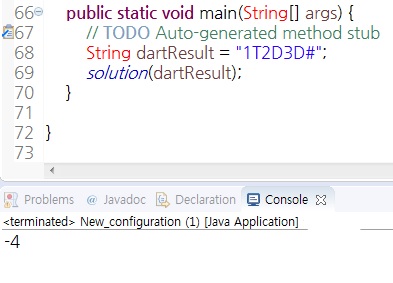 66 public static void main(String[] args) {
67 // TODO Auto-generated method stub
68 String dartResult = "1T2D3D#";
69 solution(dartResult);
70 }
71
72 }
73
Problems @ Javadoc Declaration Console
<terminated> New_configuration (1) [Java Application]
-4